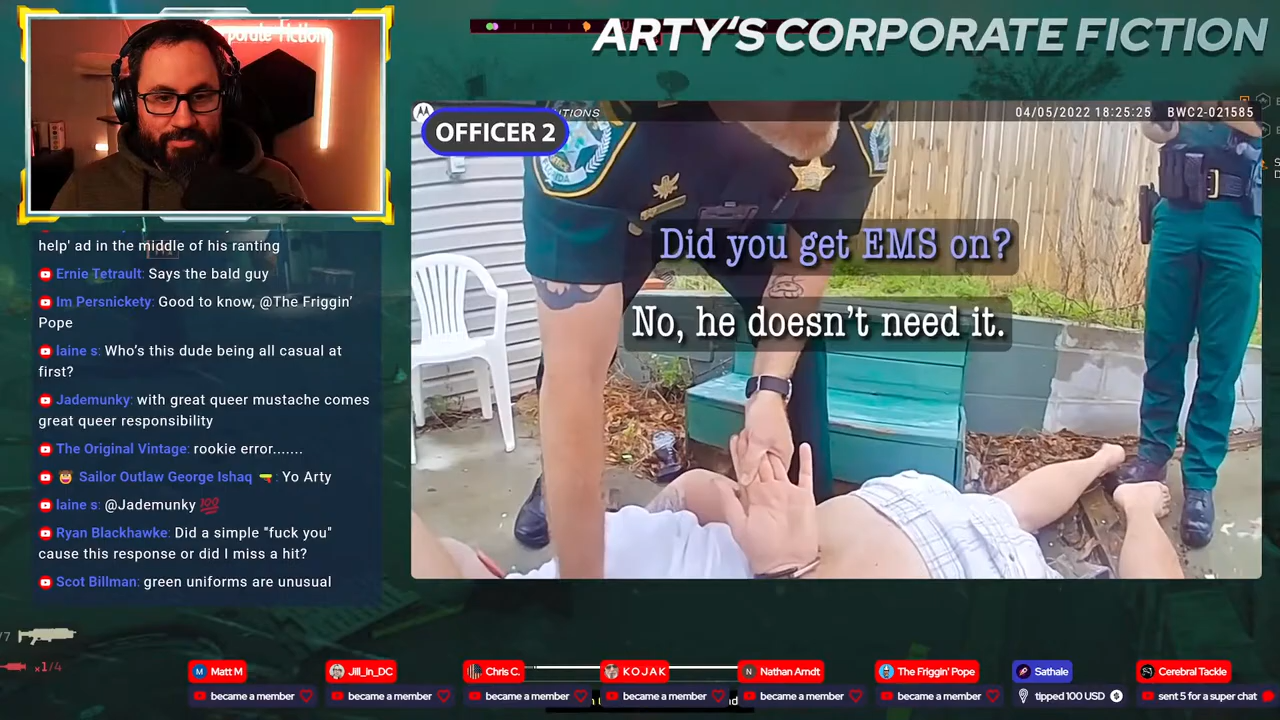 Corporate Fiction
ARTY'S CORPORATE FICTION
04/05/2022 18:25:25 BWC2-021585
OFFICER 2
Did you get EMS on?
No, he doesn't need it.
help' ad in the middle of his ranting
Ernie Tetrault: Says the bald guy
Im Persnickety: Good to know, @The Friggin'
Pope
laine s: Who's this dude being all casual at
first?
Jademunky: with great queer mustache comes
great queer responsibility
The Original Vintage: rookie error.......
Sailor Outlaw George Ishaq : Yo Arty
laine s: @Jademunky 💯
Ryan Blackhawke: Did a simple "fuck you"
cause this response or did I miss a hit?
Scot Billman: green uniforms are unusual
/7
x1/4
Matt M
became a member
Jill_in_DC
became a member
Chris C.
became a member
K O J A K
became a member
Nathan Arndt
became a member
The Friggin' Pope
became a member
Sathale
tipped 100 USD
Cerebral Tackle
sent 5 for a super chat